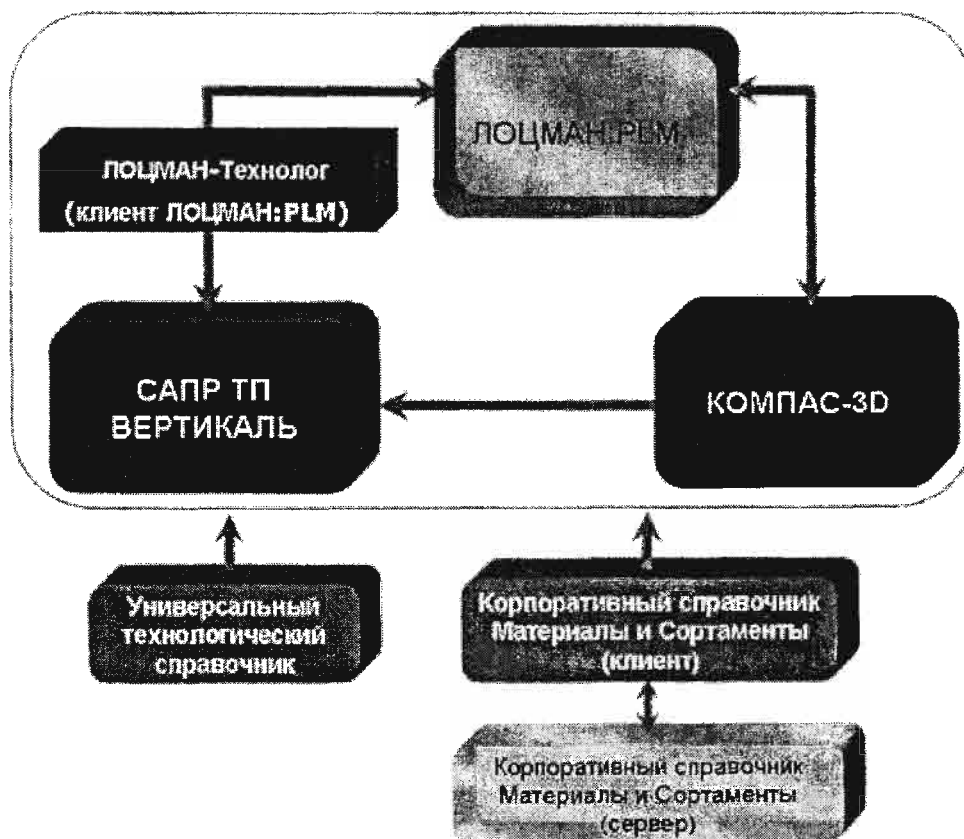 ЛОЦМАН:PLM
ЛОЦМАН-Технолог
(клиент ЛОЦМАН:PLM)
САПР ТП
ВЕРТИКАЛЬ
КОМПАС-3D
Универсальный
технологический
справочник
Корпоративный справочник
Материалы и Сортаменты
(клиент)
Корпоративный справочник
Материалы и Сортаменты
(сервер)